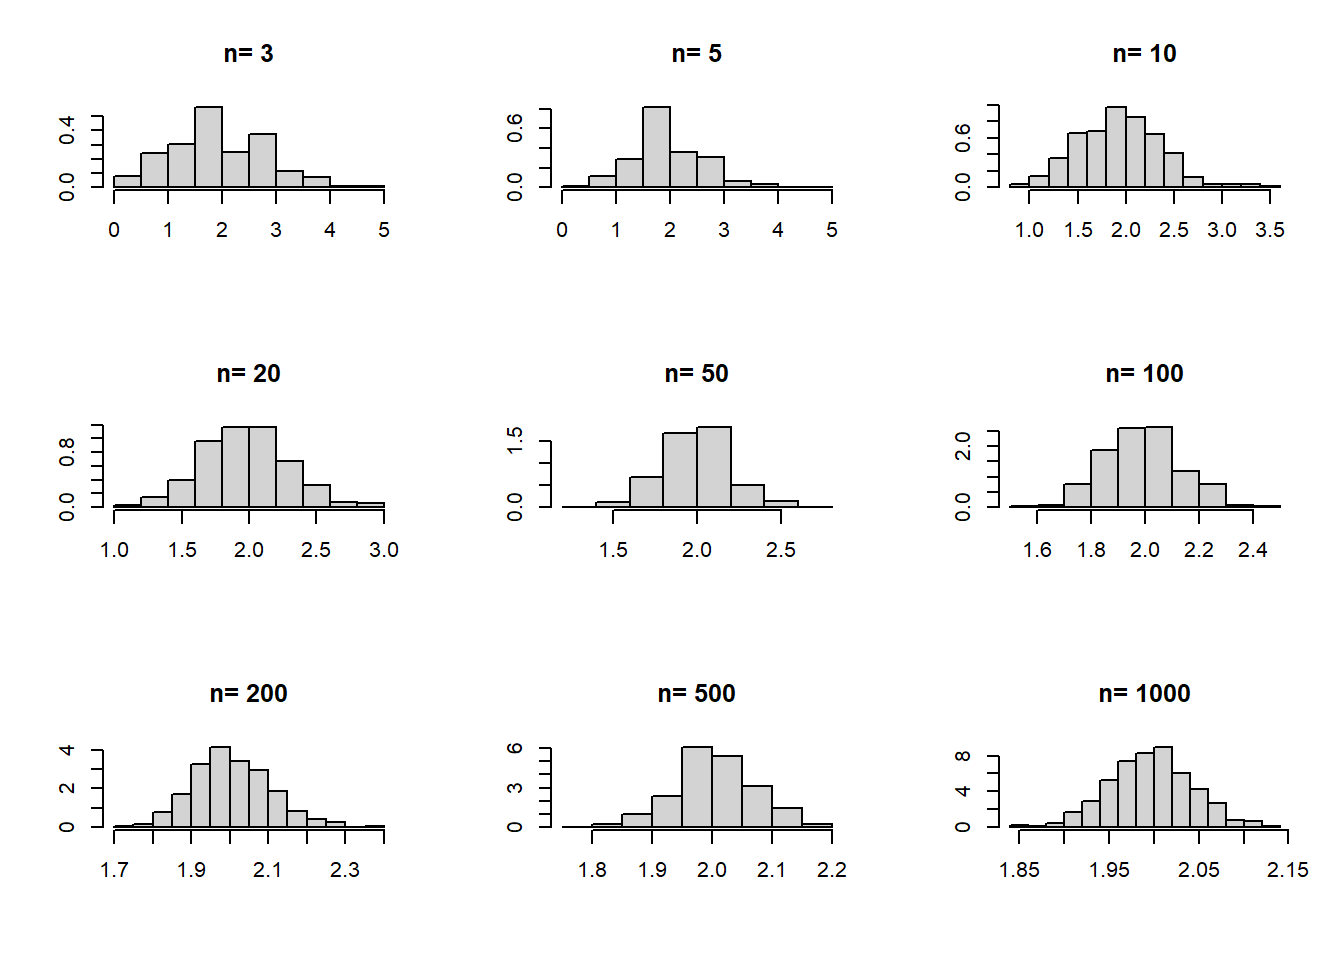 n= 3
0.0 0.4
0 1 2 3 4 5
n= 5
0.0 0.6
0 1 2 3 4 5
n= 10
0.0 0.6
1.0 1.5 2.0 2.5 3.0 3.5
n= 20
0.0 0.8
1.0 1.5 2.0 2.5 3.0
n= 50
0.0 1.5
1.5 2.0 2.5
n= 100
0.0 2.0
1.6 1.8 2.0 2.2 2.4
n= 200
0 2 4
1.7 1.9 2.1 2.3
n= 500
0 3 6
1.8 1.9 2.0 2.1 2.2
n= 1000
0 4 8
1.85 1.95 2.05 2.15